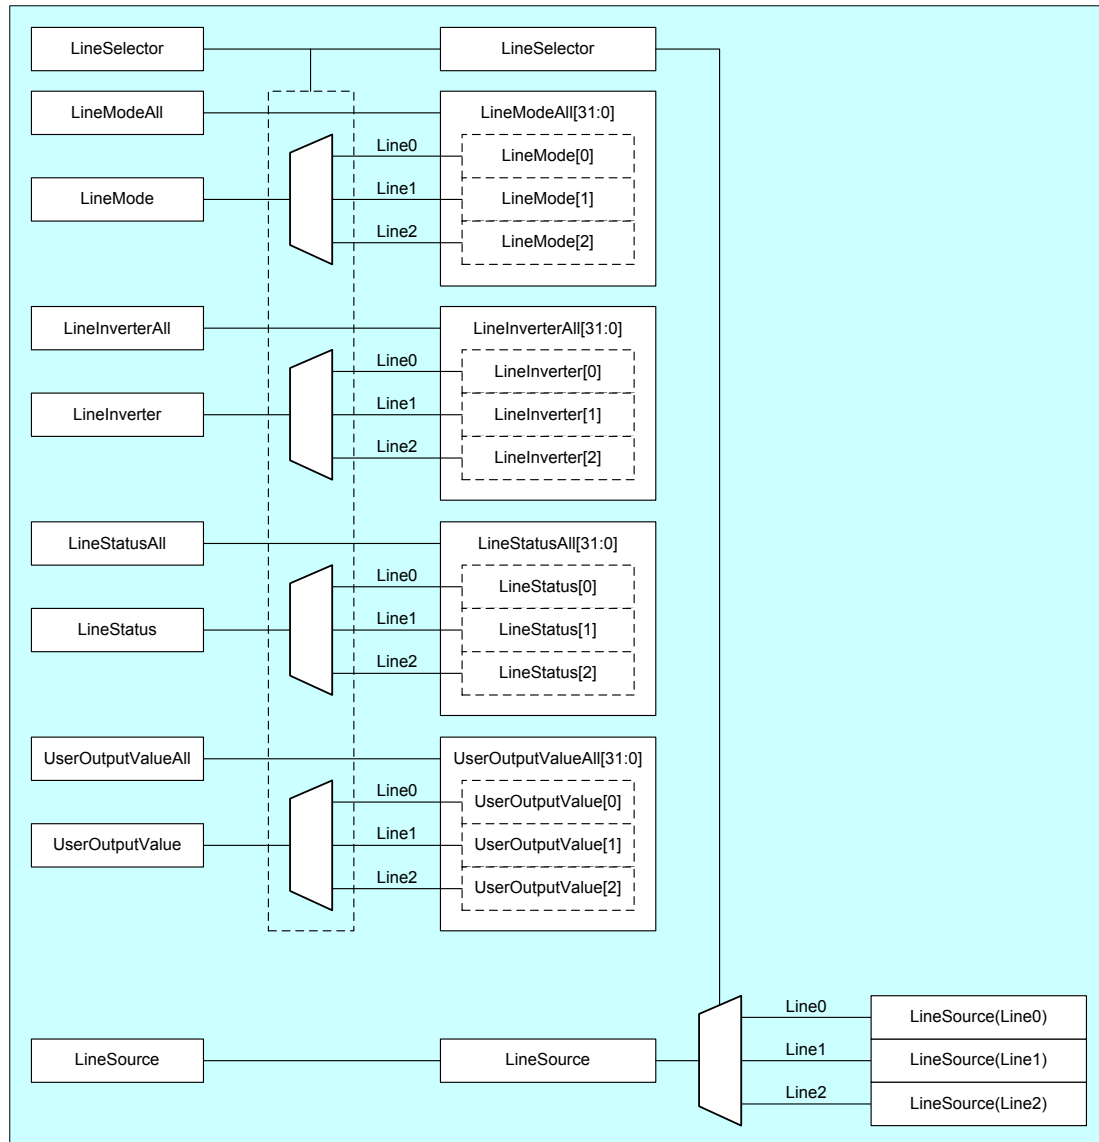 LineSelector
LineSelector
LineModeAll
LineModeAll[31:0]
Line0
LineMode[0]
LineMode
Line1
LineMode[1]
Line2
LineMode[2]
LineInverterAll
LineInverterAll[31:0]
Line0
LineInverter[0]
LineInverter
Line1
LineInverter[1]
Line2
LineInverter[2]
LineStatusAll
LineStatusAll[31:0]
Line0
LineStatus[0]
LineStatus
Line1
LineStatus[1]
Line2
LineStatus[2]
UserOutputValueAll
UserOutputValueAll[31:0]
Line0
UserOutputValue[0]
UserOutputValue
Line1
UserOutputValue[1]
Line2
UserOutputValue[2]
Line0
LineSource(Line0)
LineSource
LineSource
Line1
LineSource(Line1)
Line2
LineSource(Line2)